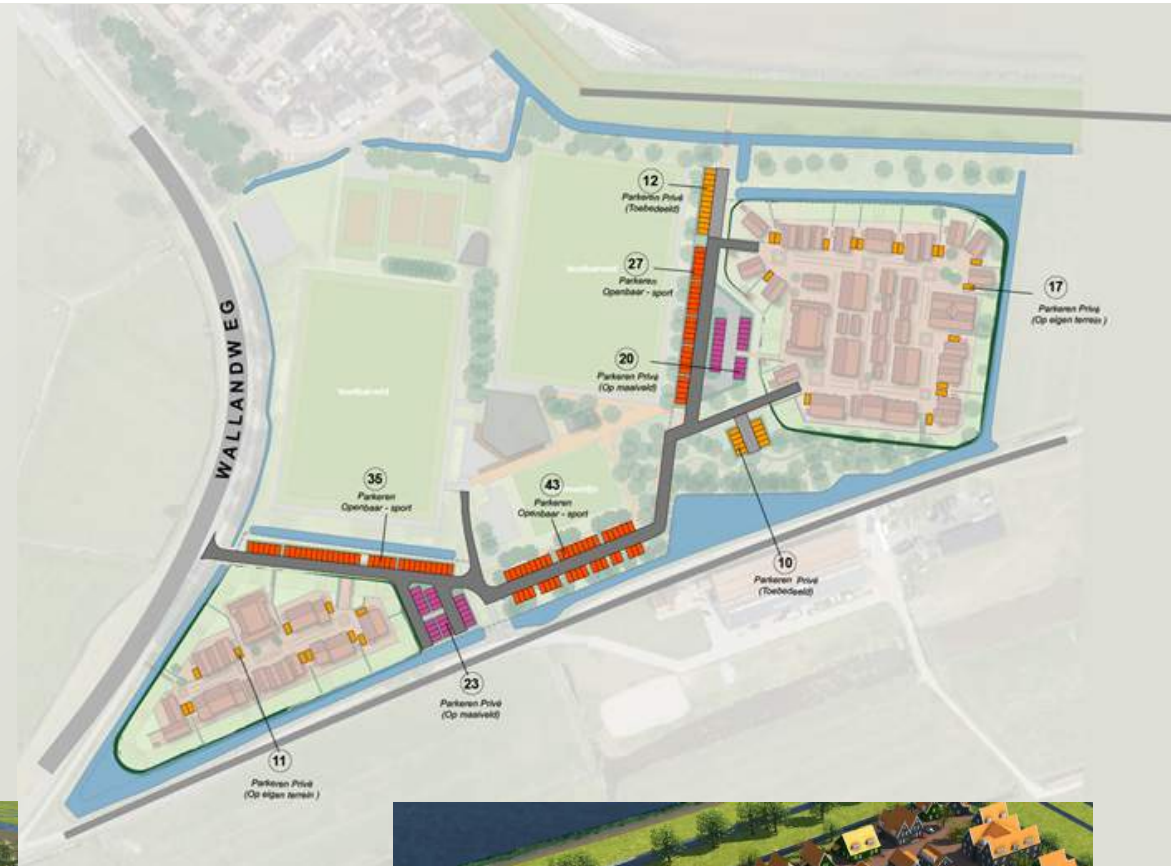 12
Parkeren Privé
(Toebedeeld)
27
Parkeren
Openbaar - sport
17
Parkeren Privé
(Op eigen terrein )
20
Parkeren Privé
(Op maaiveld)
WALLANDWEG
35
Parkeren
Openbaar - sport
43
Parkeren
Openbaar - sport
10
Parkeren Privé
(Toebedeeld)
23
Parkeren Privé
(Op maaiveld)
11
Parkeren Privé
(Op eigen terrein )